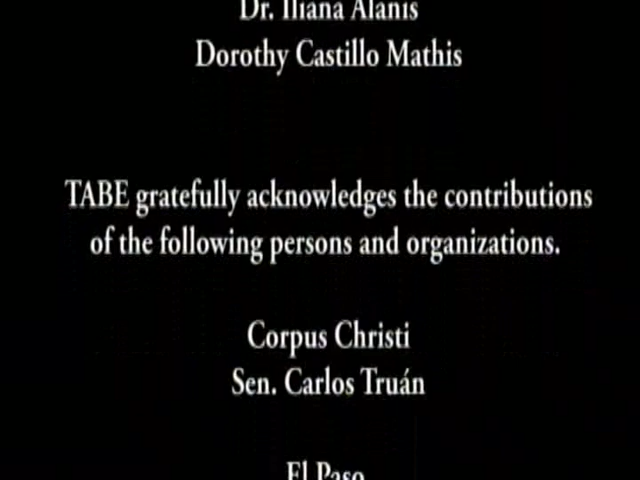 Dr. Iliana Alanis
Dorothy Castillo Mathis
TABE gratefully acknowledges the contributions
of the following persons and organizations.
Corpus Christi
Sen. Carlos Truán
El Paso